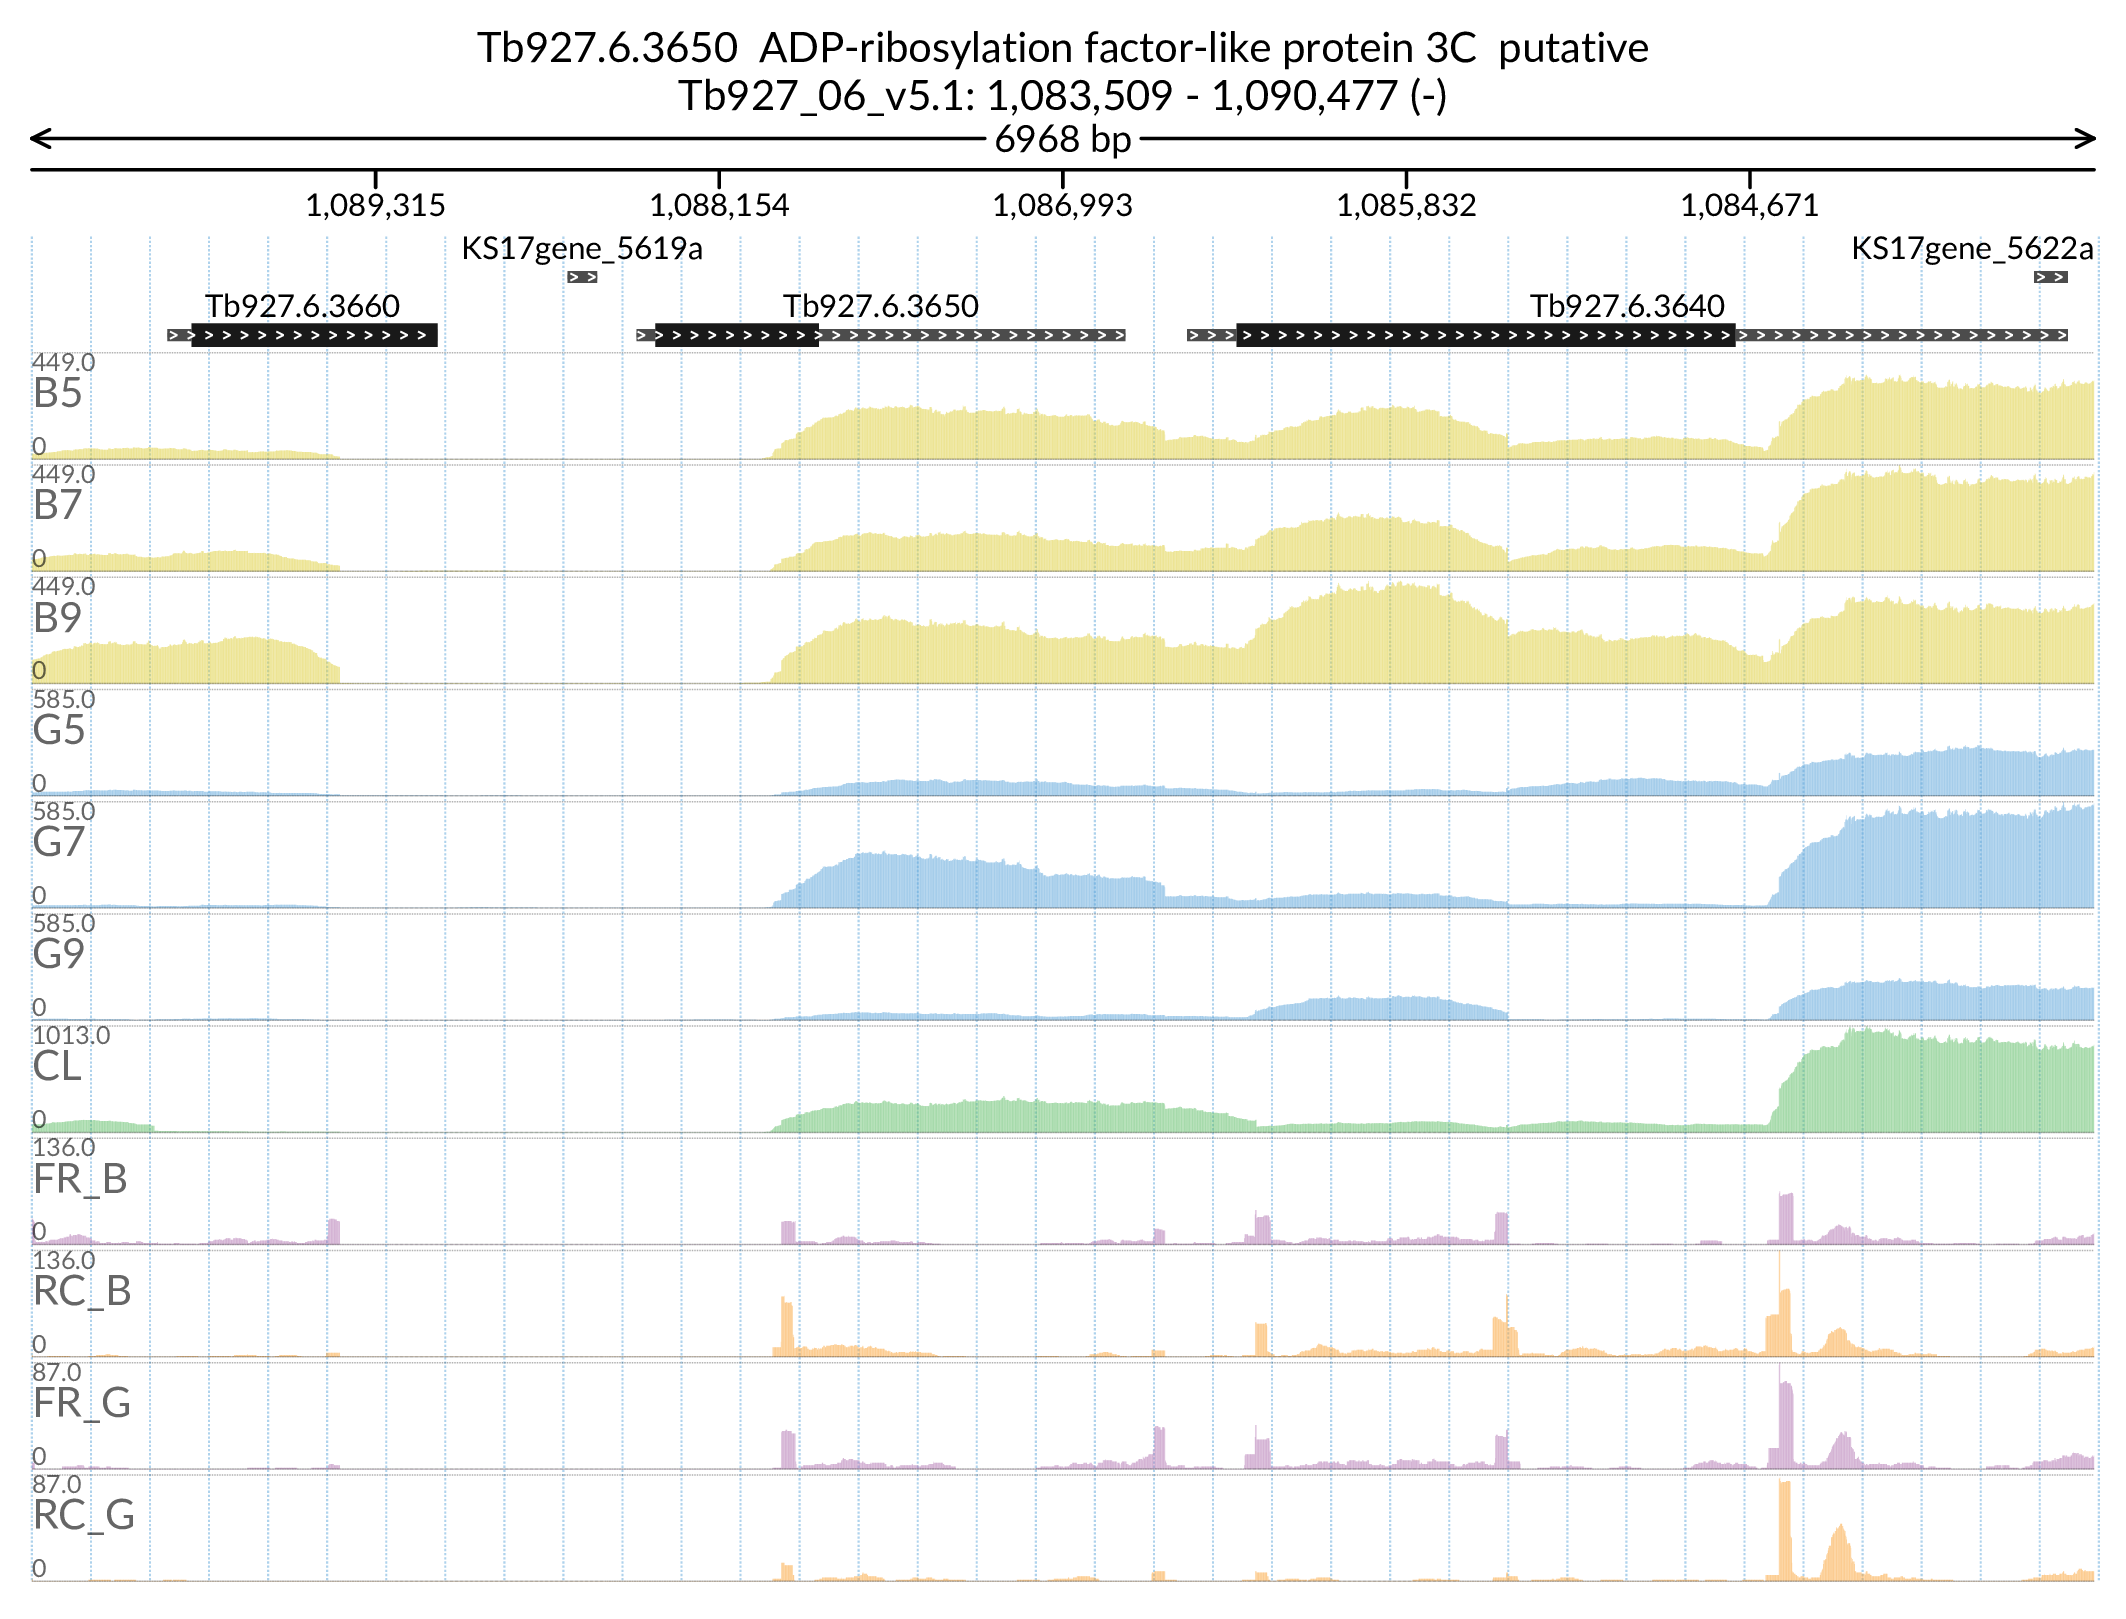 Tb927.6.3650 ADP-ribosylation factor-like protein 3C putative
Tb927_06_v5.1: 1,083,509 - 1,090,477 (-)
6968 bp
1,089,315 1,088,154 1,086,993 1,085,832 1,084,671
KS17gene_5619a KS17gene_5622a
Tb927.6.3660 Tb927.6.3650 Tb927.6.3640
449.0
B5
0
449.0
B7
0
449.0
B9
0
585.0
G5
0
585.0
G7
0
585.0
G9
0
1013.0
CL
0
136.0
FR_B
0
136.0
RC_B
0
87.0
FR_G
0
87.0
RC_G
0